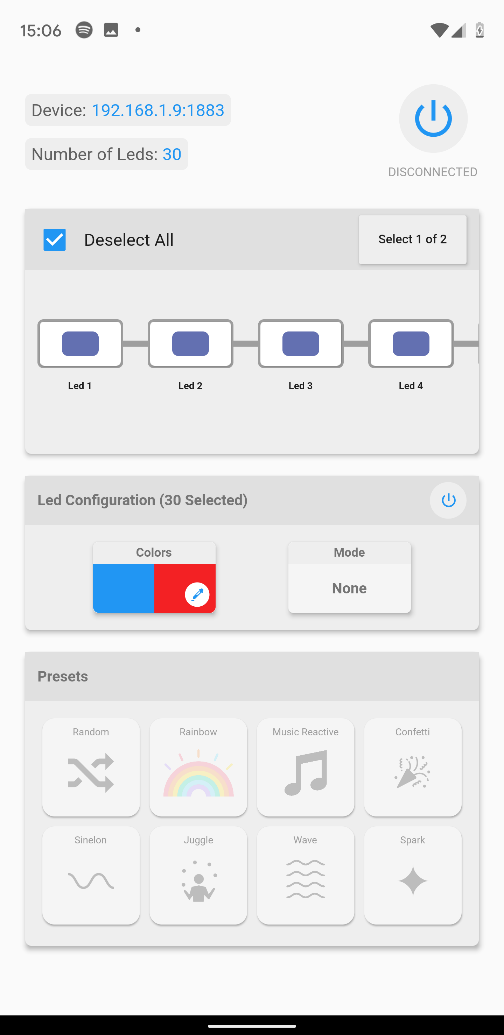 15:06
Device: 192.168.1.9:1883
Number of Leds: 30
DISCONNECTED
Deselect All
Select 1 of 2
Led 1
Led 2
Led 3
Led 4
Led Configuration (30 Selected)
Colors
Mode
None
Presets
Random
Rainbow
Music Reactive
Confetti
Sinelon
Juggle
Wave
Spark